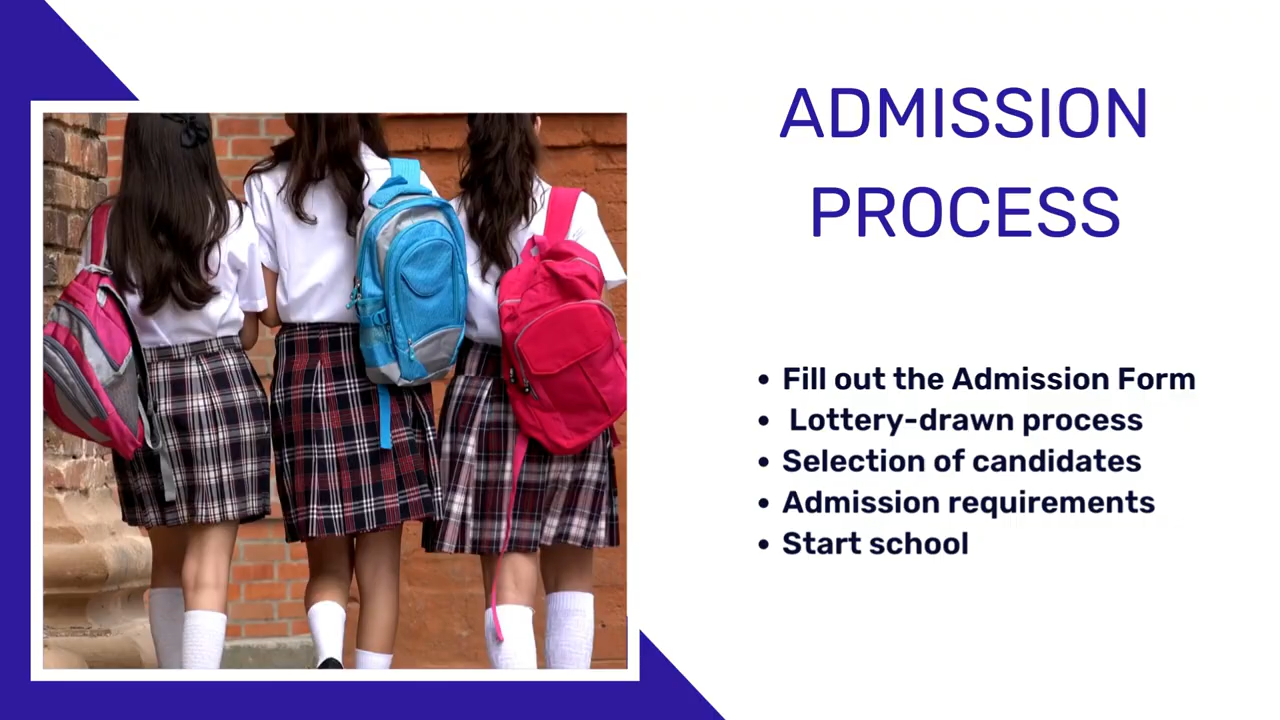 ADMISSION
PROCESS
• Fill out the Admission Form
• Lottery-drawn process
• Selection of candidates
• Admission requirements
• Start school